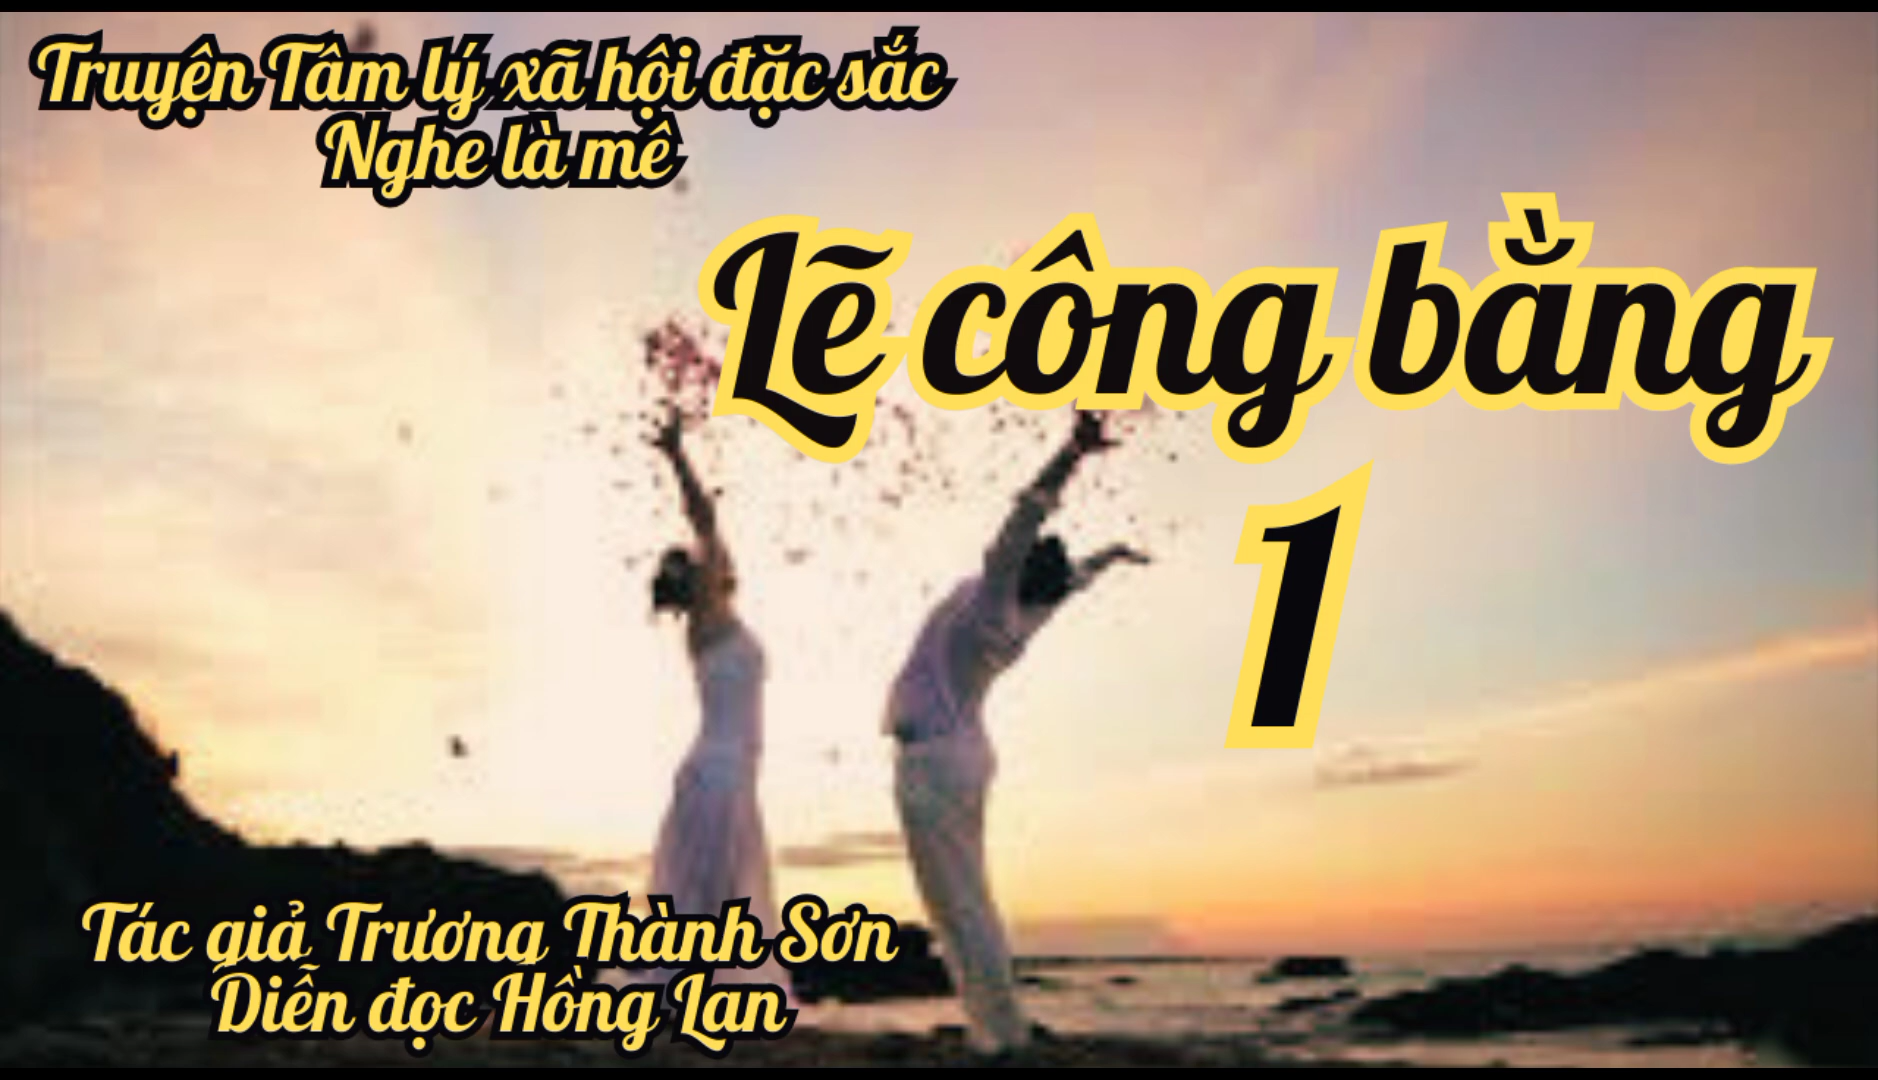 Truyện Tâm lý xã hội đặc sắc
Nghe là mê
Lẽ công bằng
1
Tác giả Trương Thành Sơn
Diễn đọc Hồng Lan